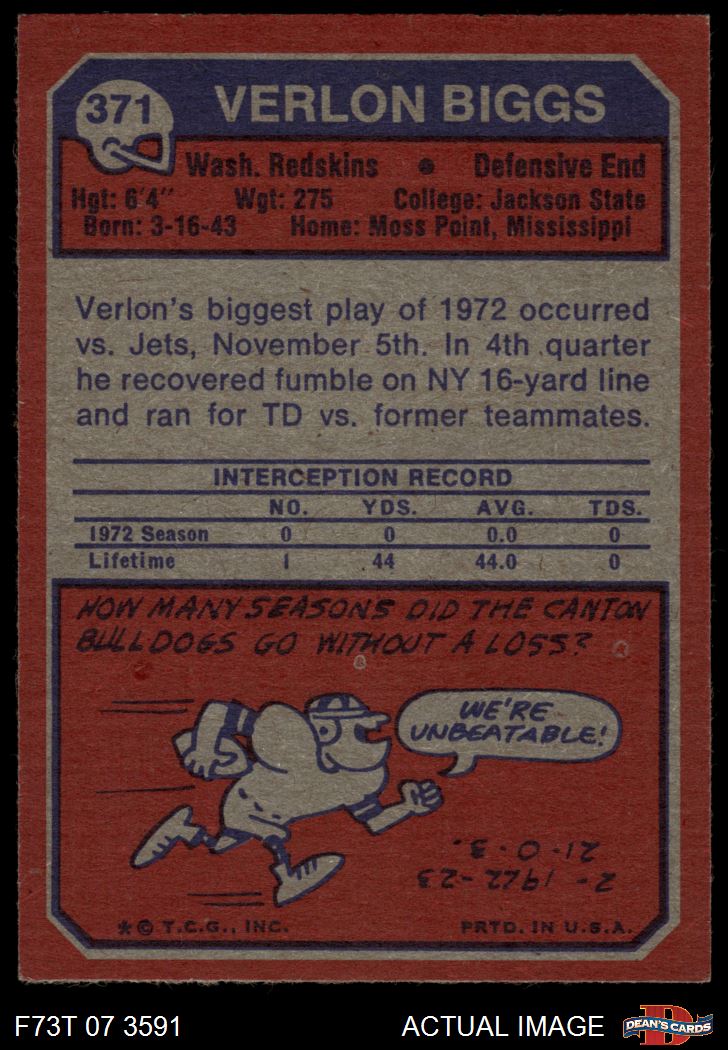 371
VERLON BIGGS
Wash. Redskins • Defensive End
Hgt: 6'4" Wgt: 275 College: Jackson State
Born: 3-16-43 Home: Moss Point, Mississippi
Verlon's biggest play of 1972 occurred
vs. Jets, November 5th. In 4th quarter
he recovered fumble on NY 16-yard line
and ran for TD vs. former teammates.
INTERCEPTION RECORD
NO. YDS. AVG. TDS.
1972 Season 0 0 0.0 0
Lifetime 1 44 44.0 0
HOW MANY SEASONS DID THE CANTON
BULLDOGS GO WITHOUT A LOSS?
WE'RE
UNBEATABLE!
2- 1922-23
21-0-3.
* © T.C.G., INC. PRTD. IN U.S.A.
F73T 07 3591 ACTUAL IMAGE
D
DEAN'S CARDS